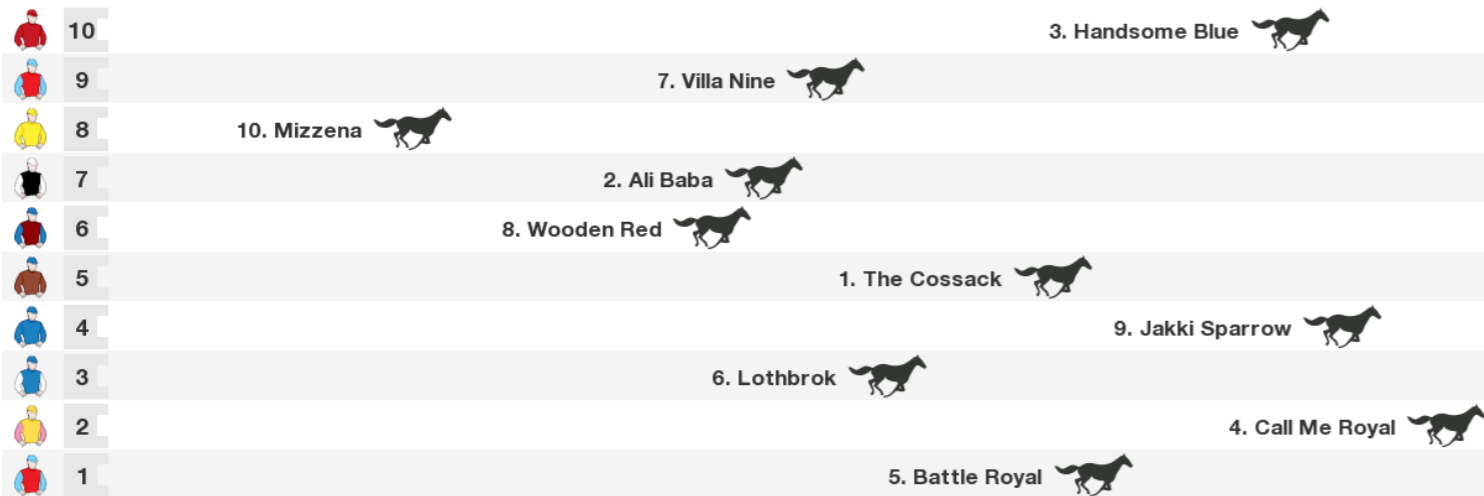 10 3. Handsome Blue
9 7. Villa Nine
8 10. Mizzena
7 2. Ali Baba
6 8. Wooden Red
5 1. The Cossack
4 9. Jakki Sparrow
3 6. Lothbrok
2 4. Call Me Royal
1 5. Battle Royal